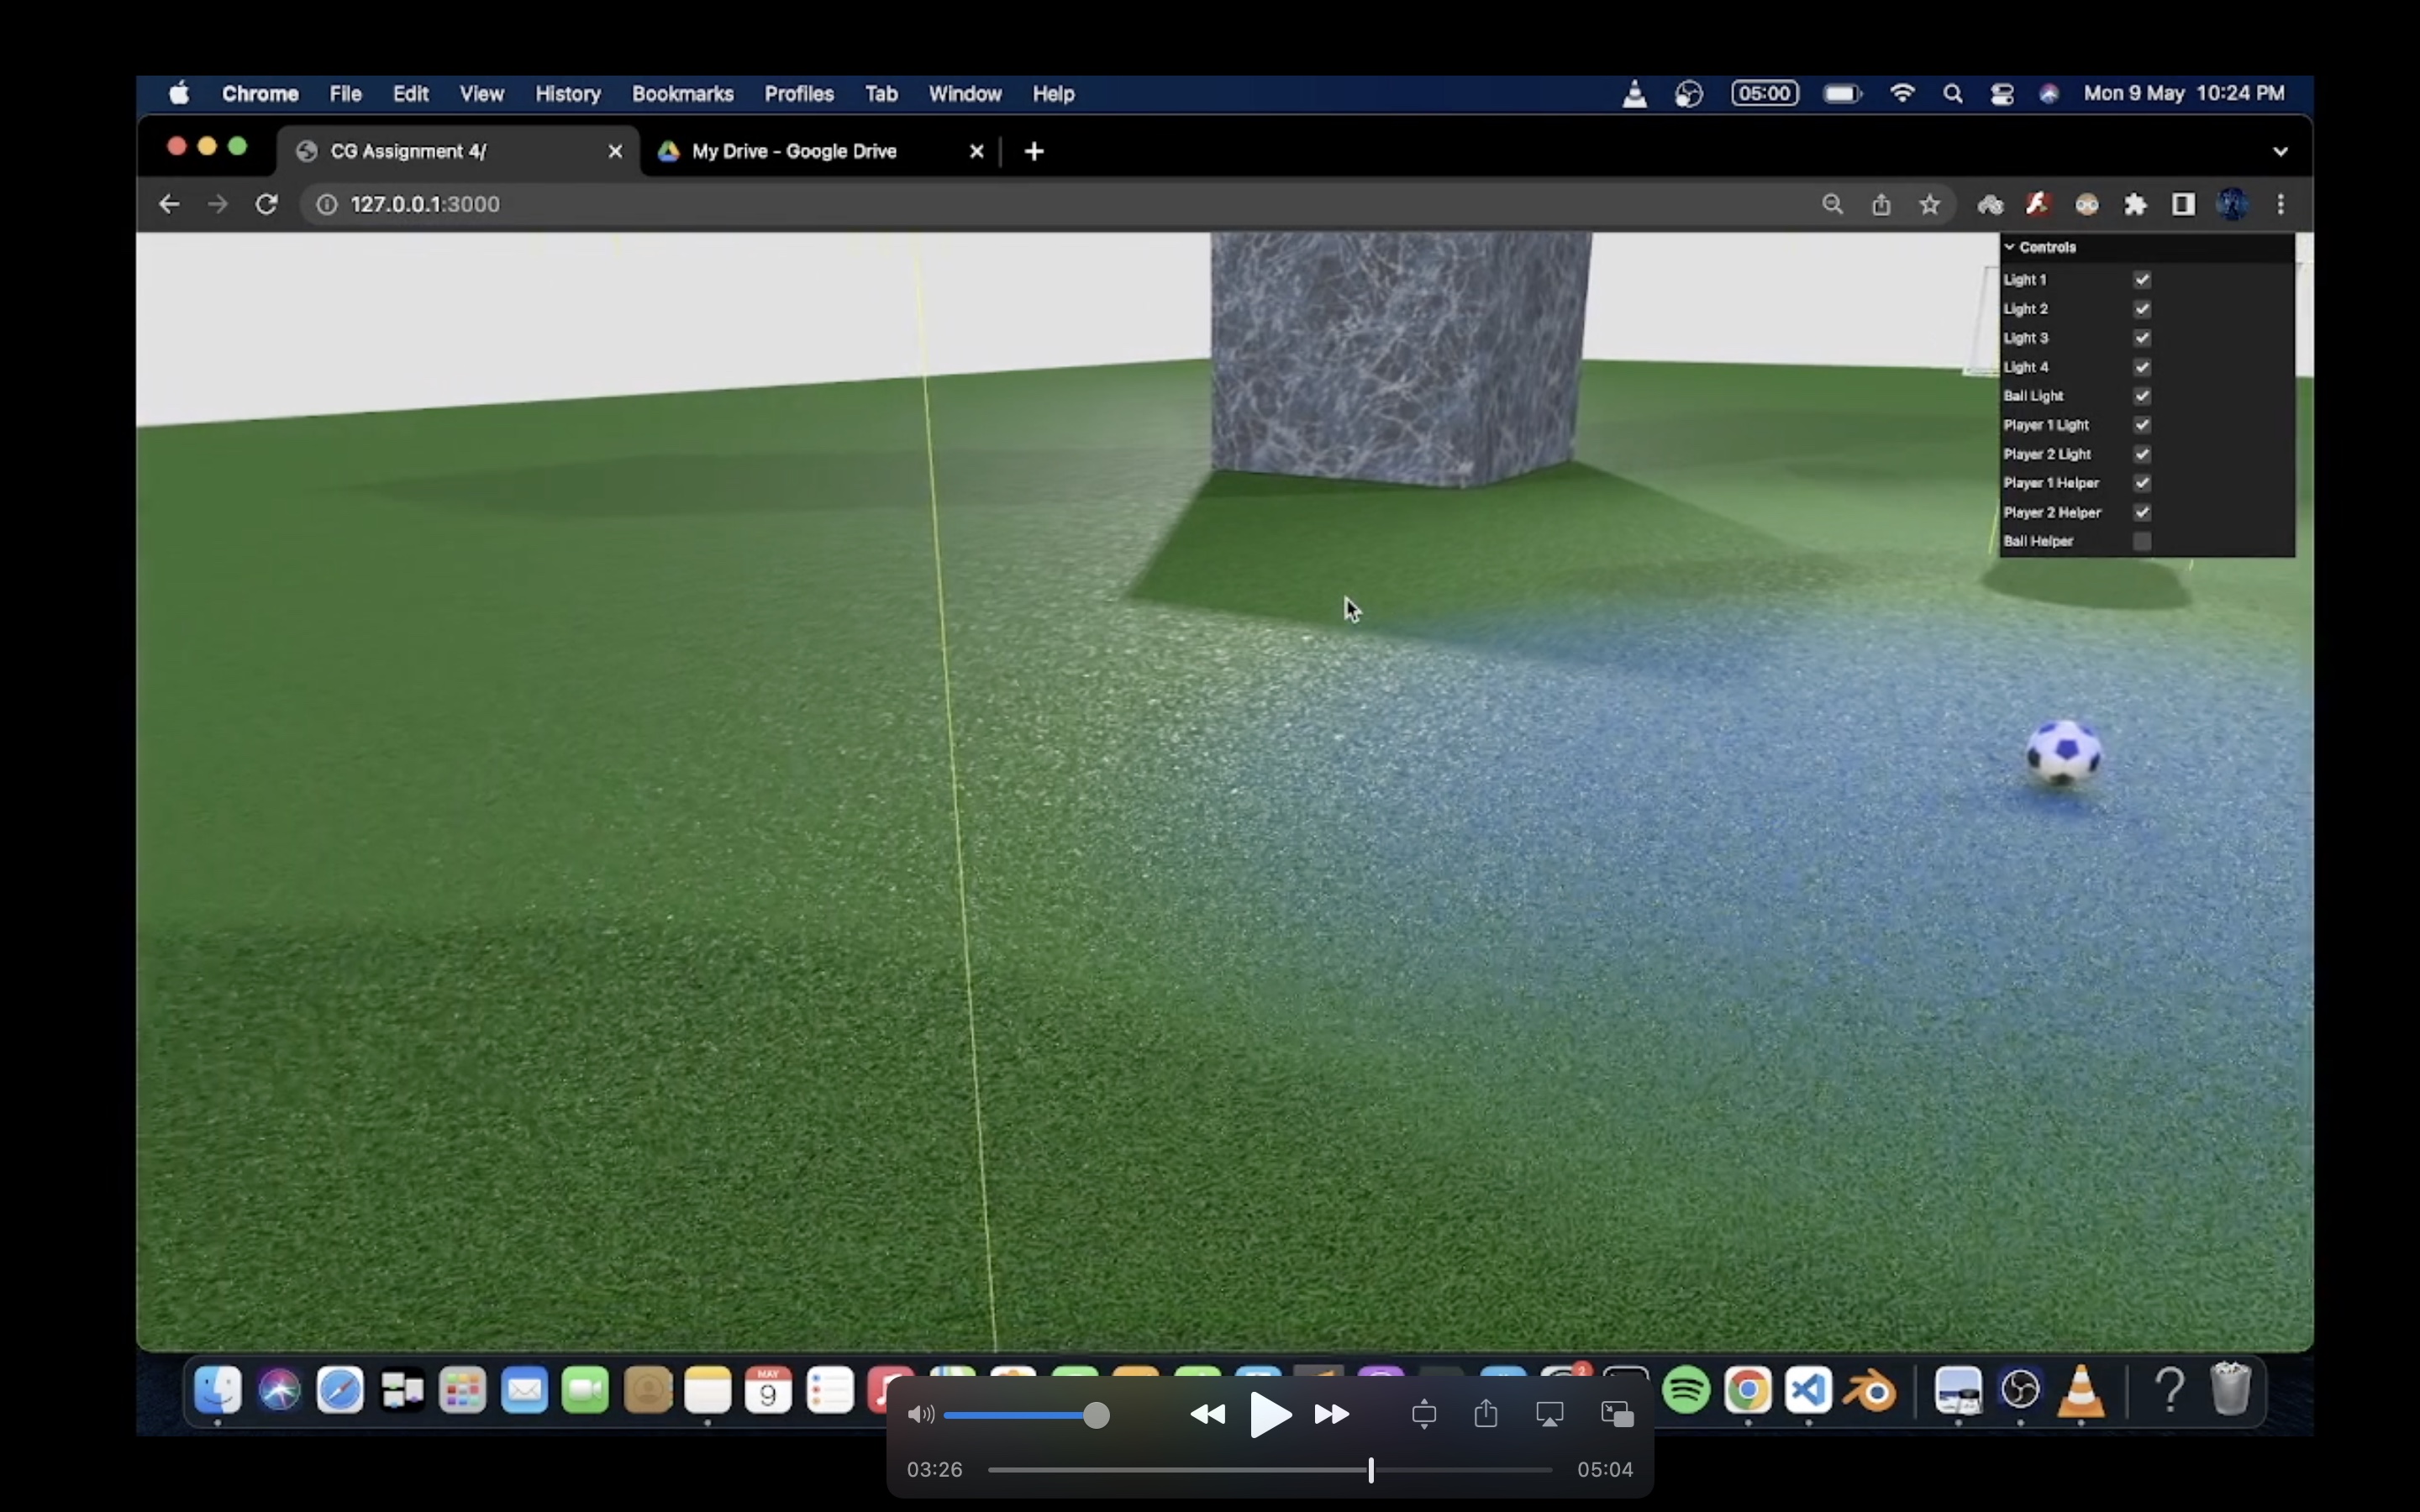 Chrome File Edit View History Bookmarks Profiles Tab Window Help 05:00 Mon 9 May 10:24 PM
CG Assignment 4/ My Drive - Google Drive
127.0.0.1:3000
Controls
Light 1
Light 2
Light 3
Light 4
Ball Light
Player 1 Light
Player 2 Light
Player 1 Helper
Player 2 Helper
Ball Helper
MAY
9
2
03:26 05:04